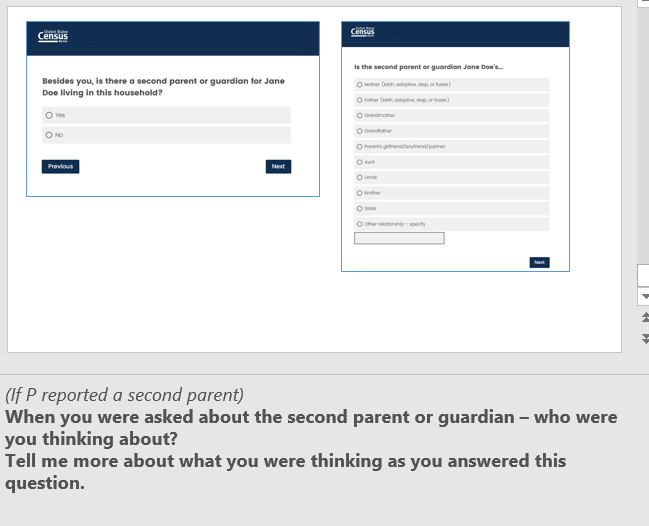 United States
Census
Bureau
Besides you, is there a second parent or guardian for Jane
Doe living in this household?
Yes
No
Previous
Next
United States
Census
Bureau
Is the second parent or guardian Jane Doe's...
Mother (birth, adoptive, step, or foster)
Father (birth, adoptive, step, or foster)
Grandmother
Grandfather
Parent's girlfriend/boyfriend/partner
Aunt
Uncle
Brother
Sister
Other relationship - specify
Next
(If P reported a second parent)
When you were asked about the second parent or guardian – who were
you thinking about?
Tell me more about what you were thinking as you answered this
question.